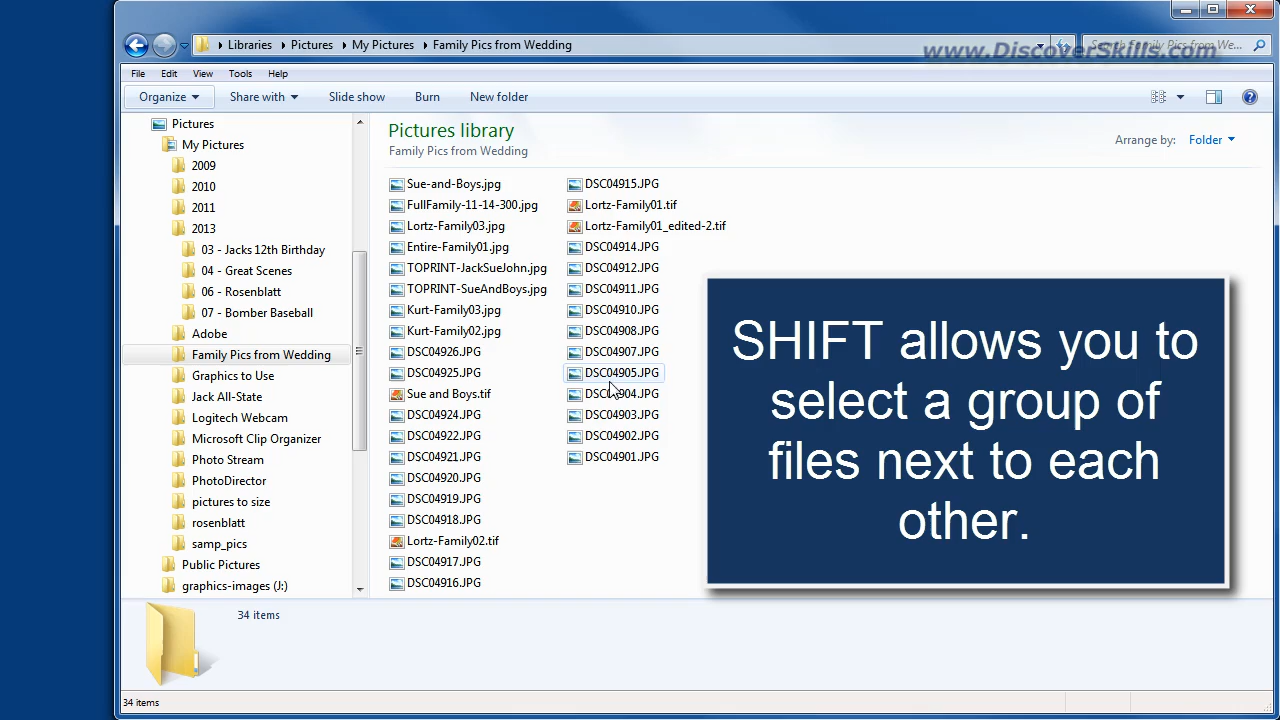 Libraries Pictures My Pictures Family Pics from Wedding
Search Family Pics from We...
www.DiscoverSkills.com
File Edit View Tools Help
Organize Share with Slide show Burn New folder
Pictures library
Family Pics from Wedding
Arrange by: Folder
Pictures
My Pictures
2009
2010
2011
2013
03 - Jacks 12th Birthday
04 - Great Scenes
06 - Rosenblatt
07 - Bomber Baseball
Adobe
Family Pics from Wedding
Graphics to Use
Jack All-State
Logitech Webcam
Microsoft Clip Organizer
Photo Stream
PhotoDirector
pictures to size
rosenblatt
samp_pics
Public Pictures
graphics-images (J:)
Sue-and-Boys.jpg
FullFamily-11-14-300.jpg
Lortz-Family03.jpg
Entire-Family01.jpg
TOPRINT-JackSueJohn.jpg
TOPRINT-SueAndBoys.jpg
Kurt-Family03.jpg
Kurt-Family02.jpg
DSC04926.JPG
DSC04925.JPG
Sue and Boys.tif
DSC04924.JPG
DSC04922.JPG
DSC04921.JPG
DSC04920.JPG
DSC04919.JPG
DSC04918.JPG
Lortz-Family02.tif
DSC04917.JPG
DSC04916.JPG
DSC04915.JPG
Lortz-Family01.tif
Lortz-Family01_edited-2.tif
DSC04914.JPG
DSC04912.JPG
DSC04911.JPG
DSC04910.JPG
DSC04908.JPG
DSC04907.JPG
DSC04905.JPG
DSC04904.JPG
DSC04903.JPG
DSC04902.JPG
DSC04901.JPG
SHIFT allows you to
select a group of
files next to each
other.
34 items
34 items